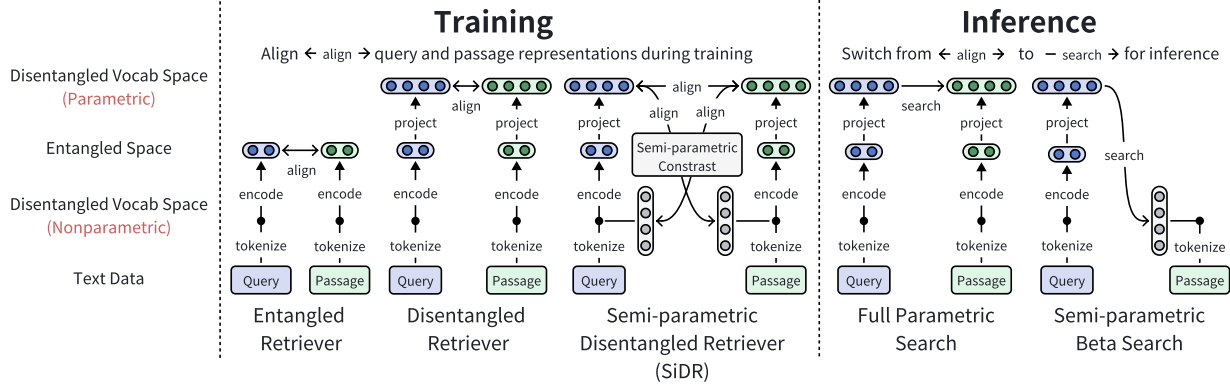 Training
Inference
Align align query and passage representations during training
Switch from align to search for inference
Disentangled Vocab Space
(Parametric)
Entangled Space
Disentangled Vocab Space
(Nonparametric)
Text Data
align
encode
encode
tokenize
tokenize
Query
Passage
Entangled
Retriever
align
project
project
encode
encode
tokenize
tokenize
Query
Passage
Disentangled
Retriever
align
align
align
project
project
Semi-parametric
Constrast
encode
encode
tokenize
tokenize
Query
Passage
Semi-parametric
Disentangled Retriever
(SiDR)
search
project
project
encode
encode
tokenize
tokenize
Query
Passage
Full Parametric
Search
project
search
encode
tokenize
tokenize
Query
Passage
Semi-parametric
Beta Search